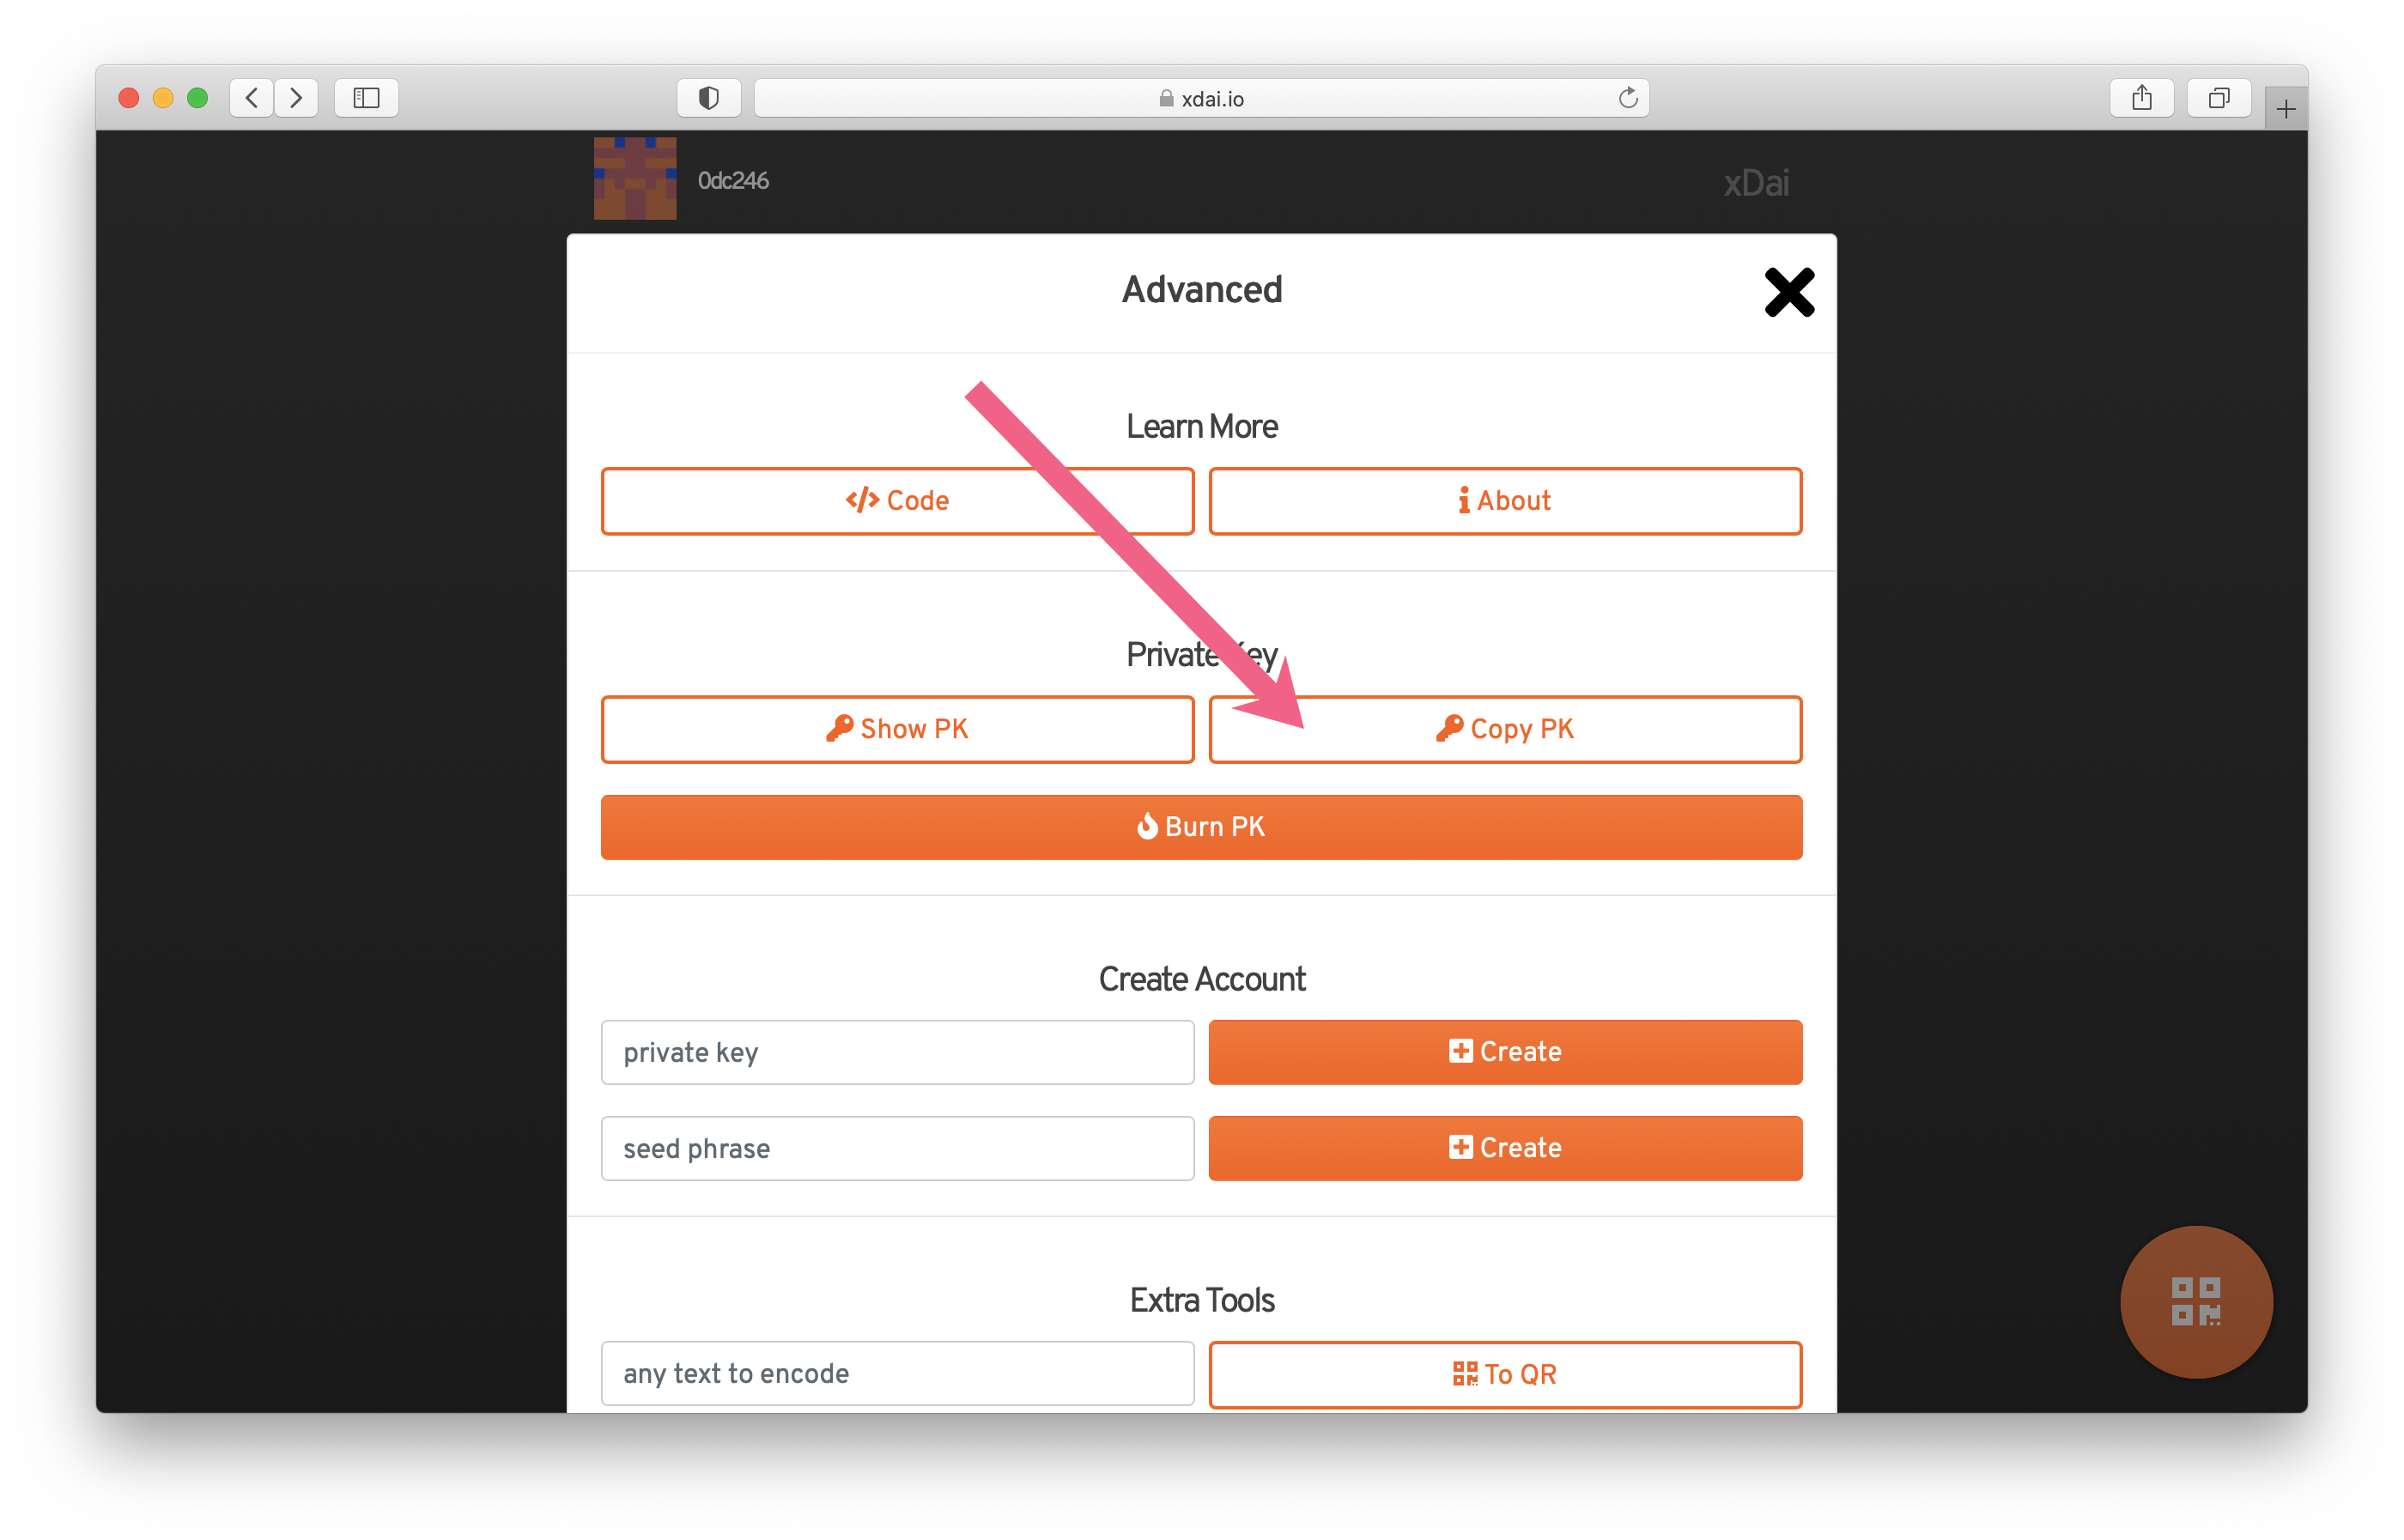 xdai.io
0dc246
xDai
Advanced
Learn More
Code
About
Private Key
Show PK
Copy PK
Burn PK
Create Account
private key
Create
seed phrase
Create
Extra Tools
any text to encode
To QR